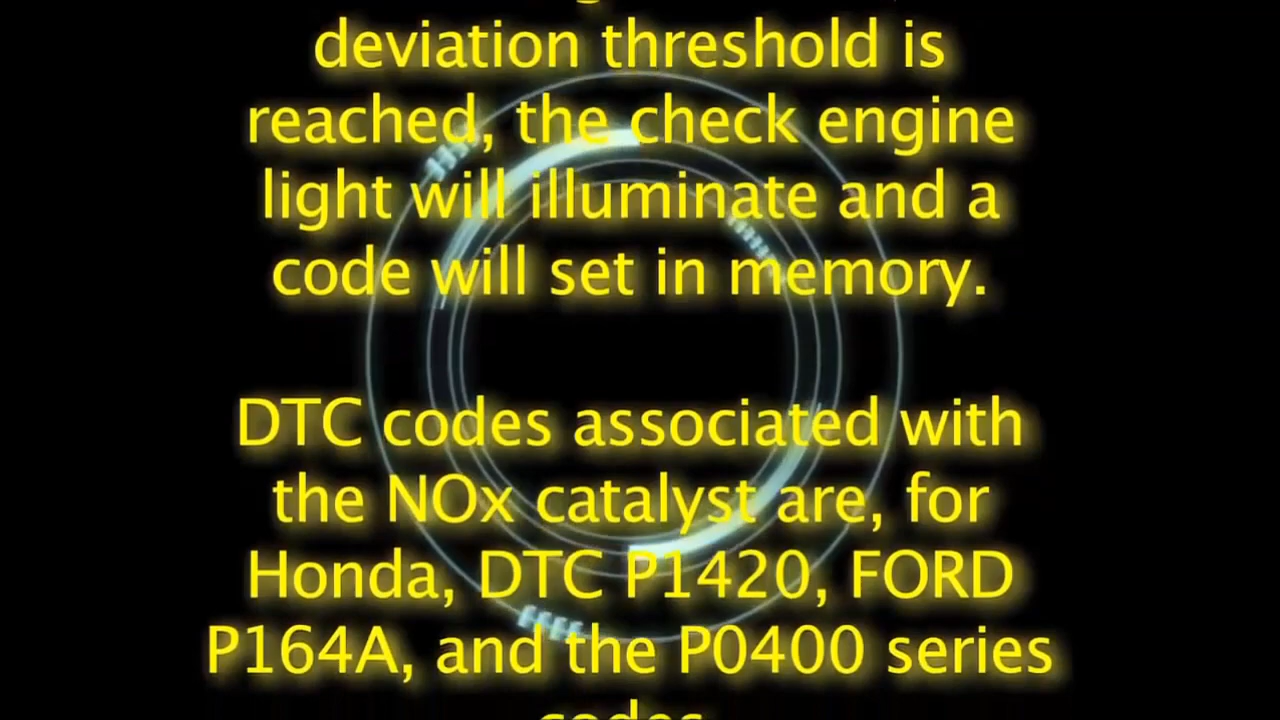 deviation threshold is
reached, the check engine
light will illuminate and a
code will set in memory.
DTC codes associated with
the NOx catalyst are, for
Honda, DTC P1420, FORD
P164A, and the P0400 series
codes.